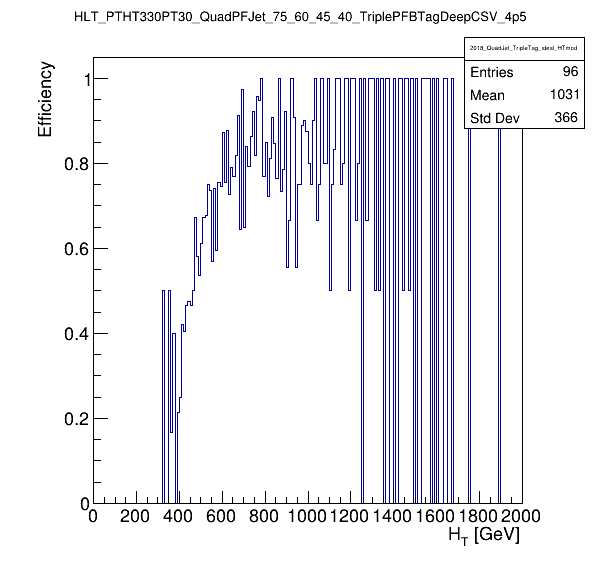 HLT_PTHT330PT30_QuadPFJet_75_60_45_40_TriplePFBTagDeepCSV_4p5
2018_QuadJet_TripleTag_ideal_HTmod
Entries 96
Mean 1031
Std Dev 366
Efficiency
1
0.8
0.6
0.4
0.2
0
0 200 400 600 800 1000 1200 1400 1600 1800 2000
H_T [GeV]